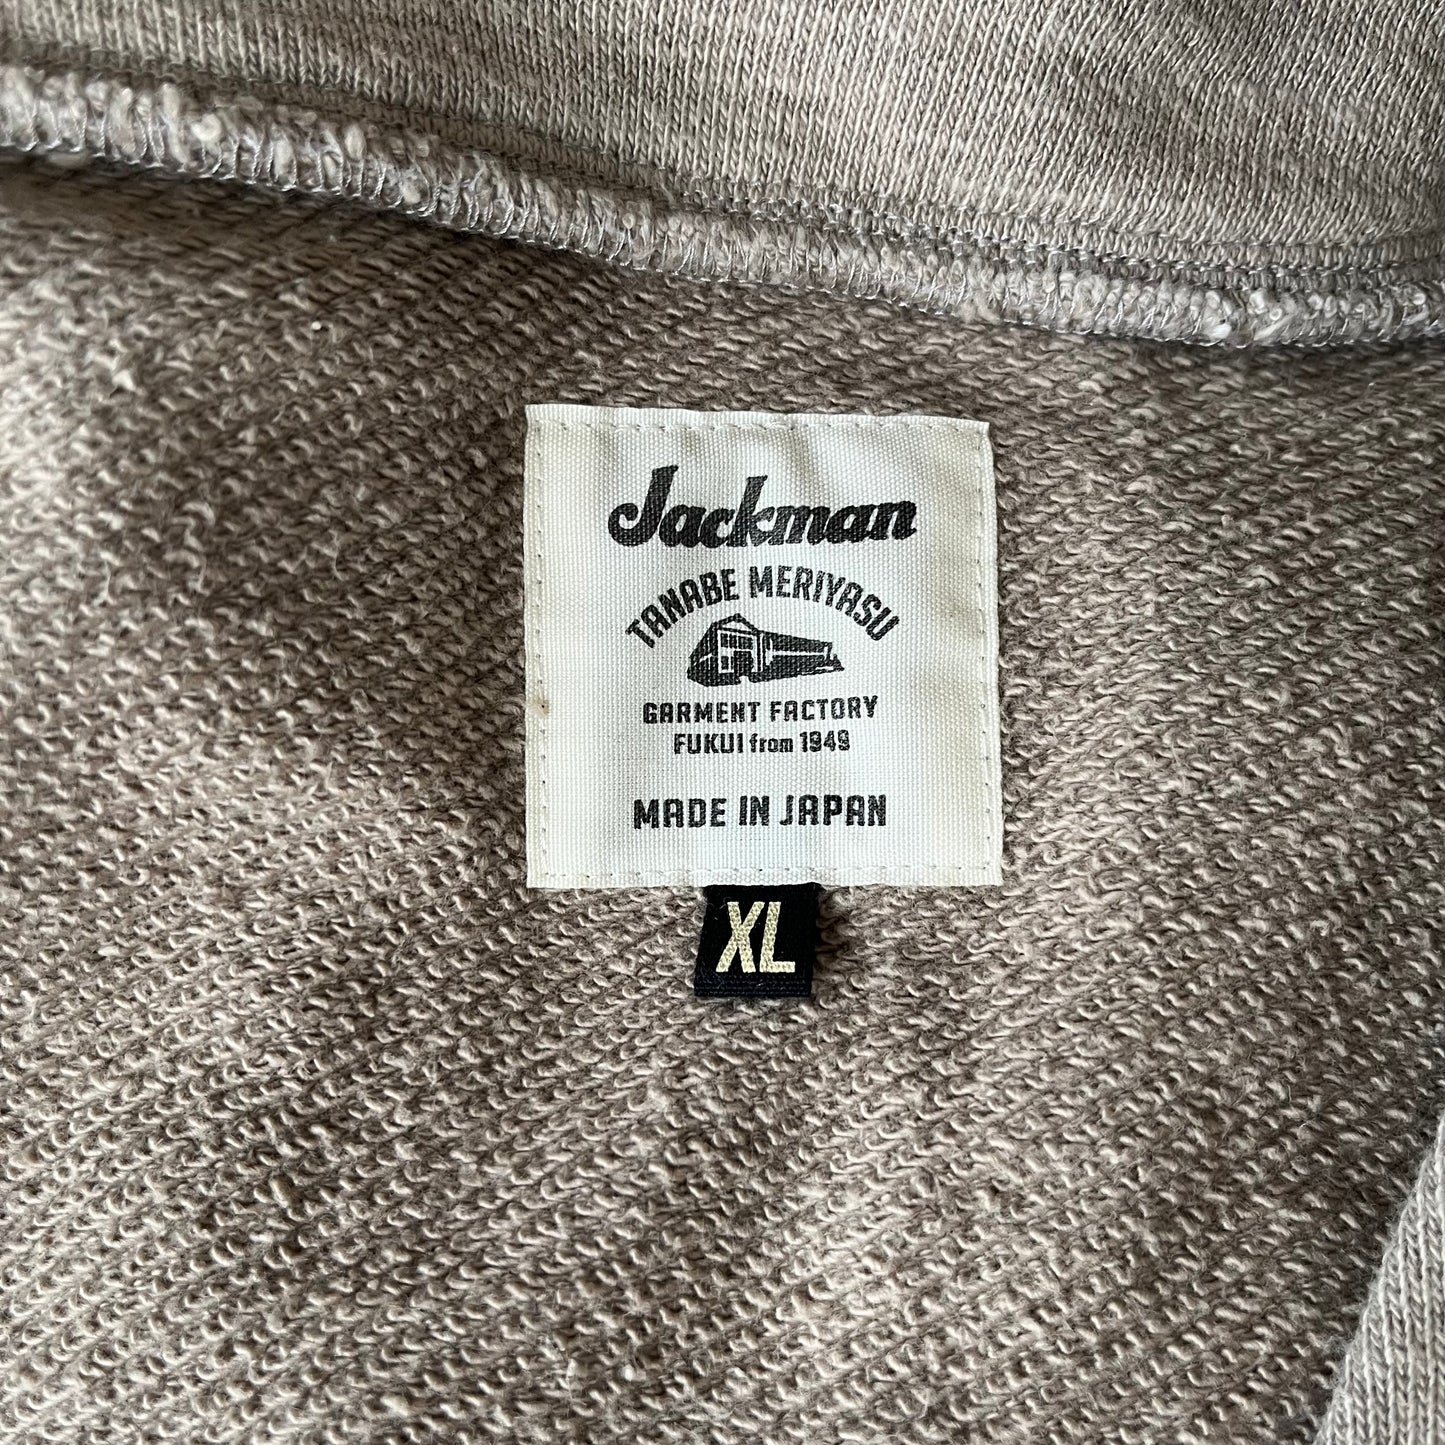 Jackman
TANABE MERIYASU
GARMENT FACTORY
FUKUI from 1949
MADE IN JAPAN
XL